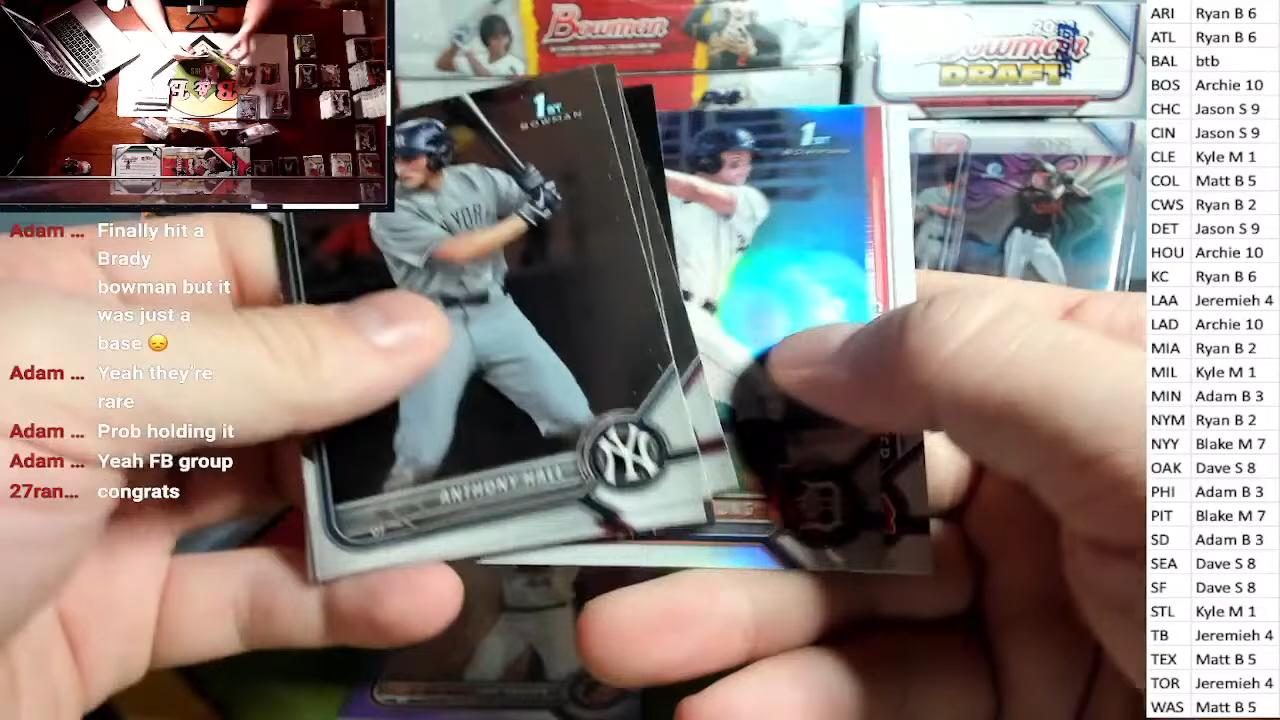 Adam ... Finally hit a
Brady
bowman but it
was just a
base 😞
Adam ... Yeah they're
rare
Adam ... Prob holding it
Adam ... Yeah FB group
27ran... congrats
Bowman
Bowman
DRAFT
1ST
BOWMAN
1ST
NY
ANTHONY HALL
ARI Ryan B 6
ATL Ryan B 6
BAL btb
BOS Archie 10
CHC Jason S 9
CIN Jason S 9
CLE Kyle M 1
COL Matt B 5
CWS Ryan B 2
DET Jason S 9
HOU Archie 10
KC Ryan B 6
LAA Jeremieh 4
LAD Archie 10
MIA Ryan B 2
MIL Kyle M 1
MIN Adam B 3
NYM Ryan B 2
NYY Blake M 7
OAK Dave S 8
PHI Adam B 3
PIT Blake M 7
SD Adam B 3
SEA Dave S 8
SF Dave S 8
STL Kyle M 1
TB Jeremieh 4
TEX Matt B 5
TOR Jeremieh 4
WAS Matt B 5